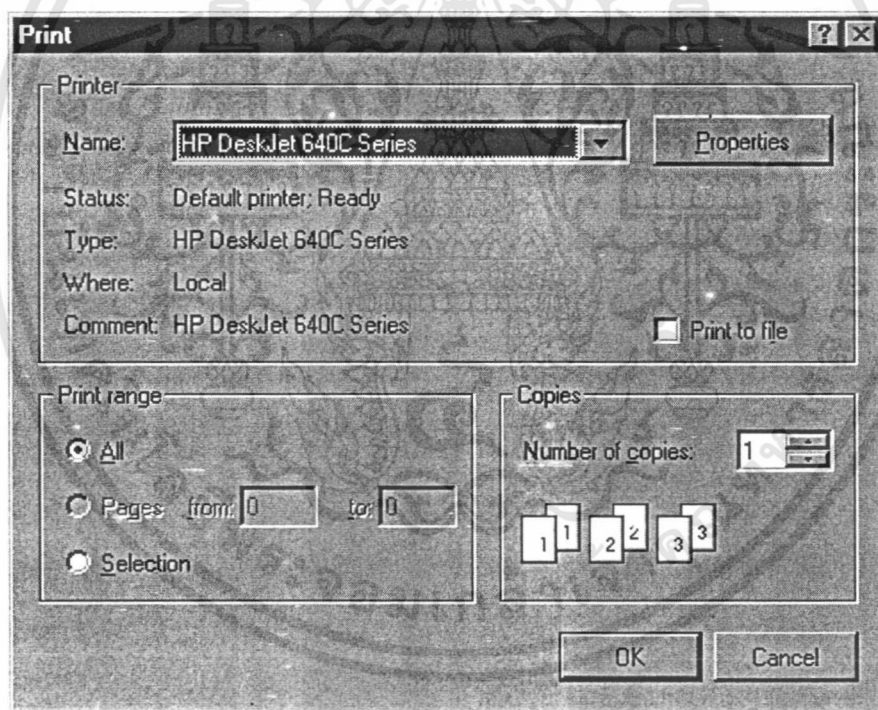 Print
Printer
Name: HP DeskJet 640C Series Properties
Status: Default printer; Ready
Type: HP DeskJet 640C Series
Where: Local
Comment: HP DeskJet 640C Series Print to file
Print range
All
Pages from: 0 to: 0
Selection
Copies
Number of copies: 1
1 1 2 2 3 3
OK Cancel